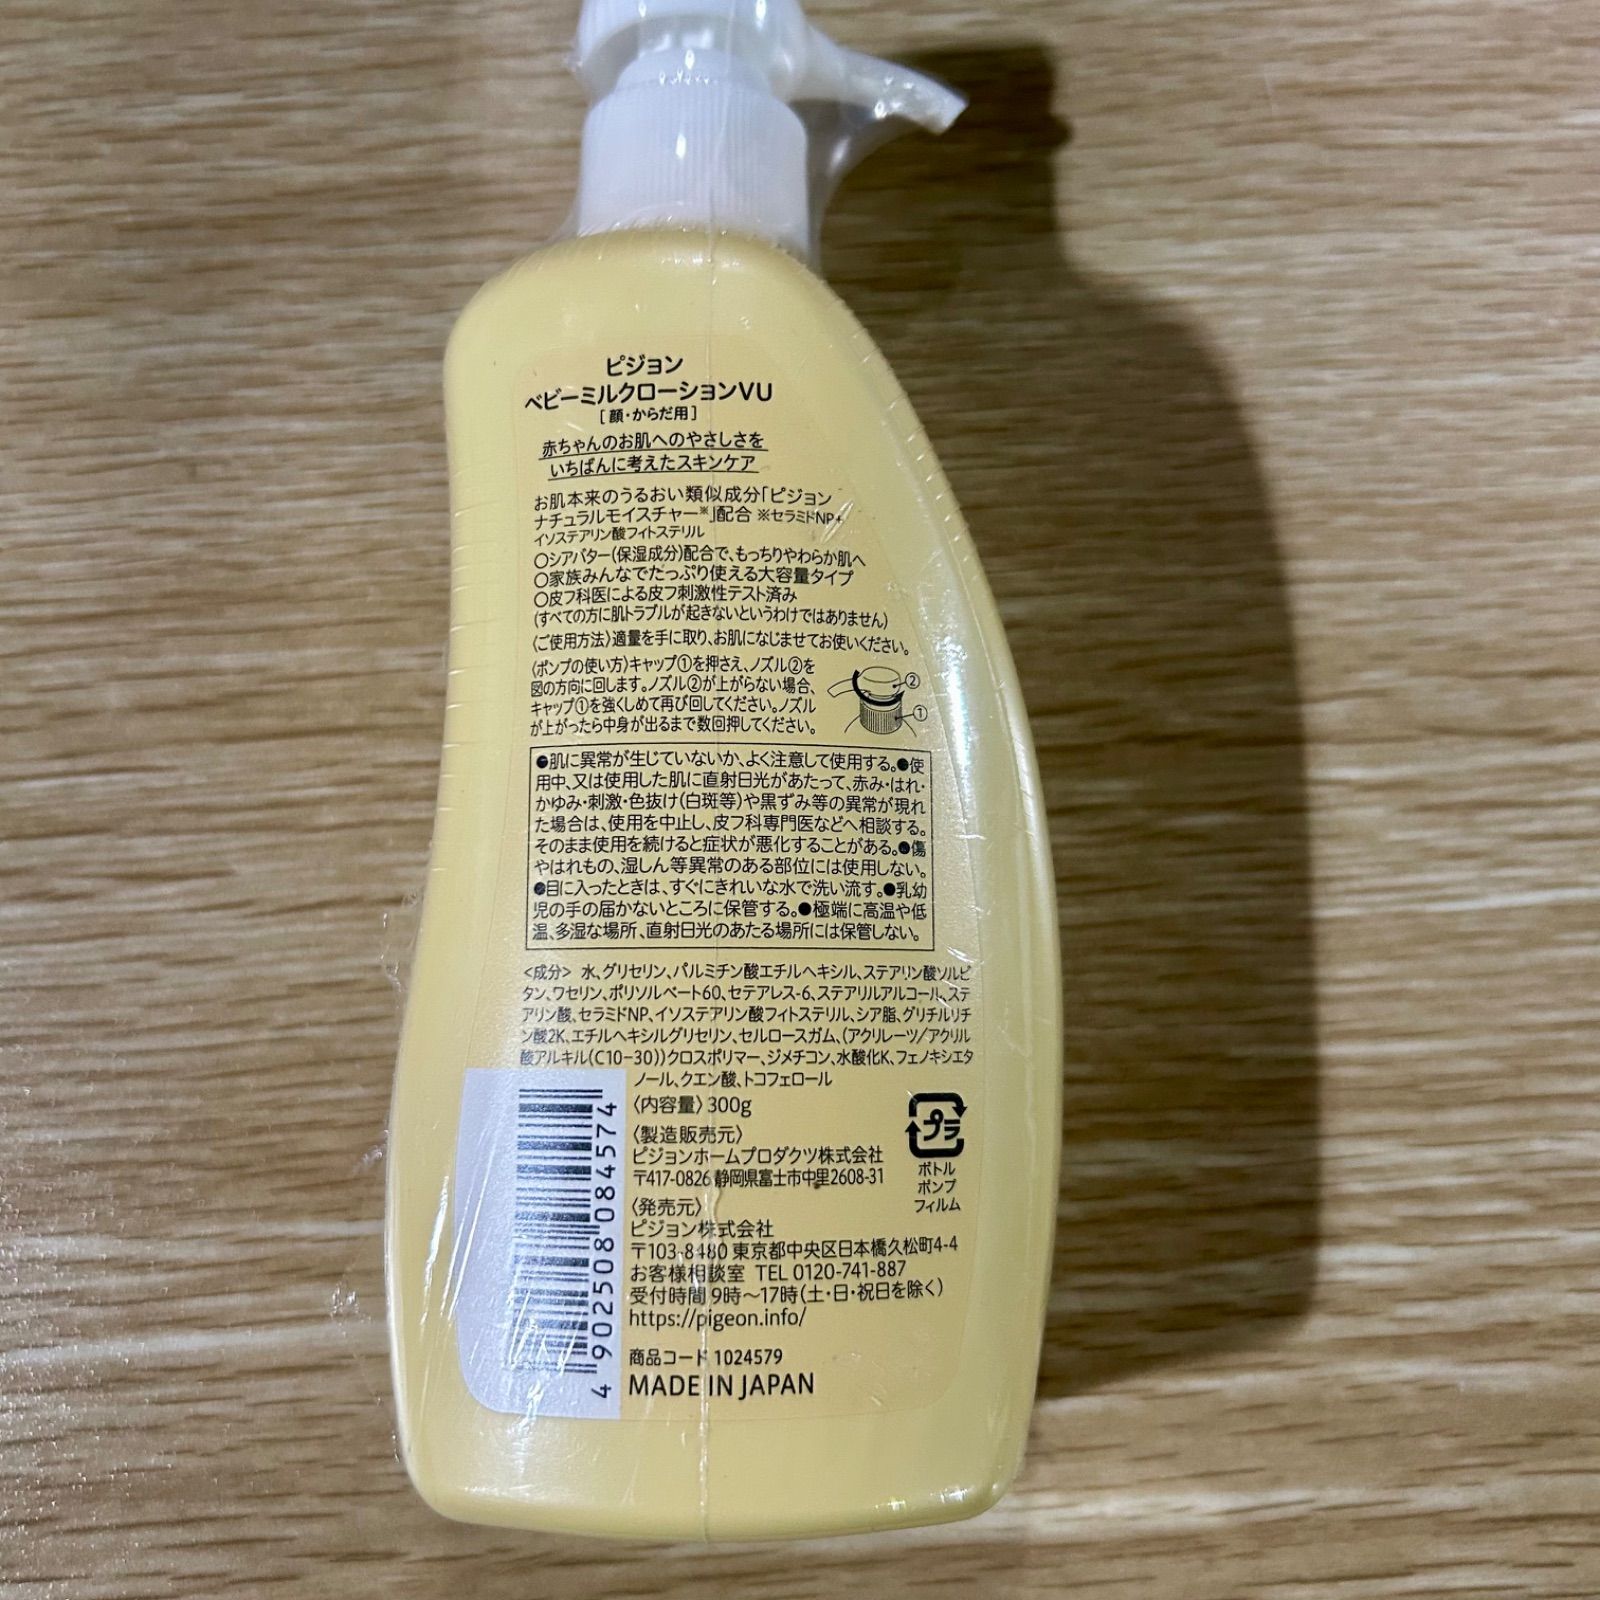 ピジョン
ベビーミルクローションVU
[顔・からだ用]
赤ちゃんのお肌へのやさしさを
いちばんに考えたスキンケア
お肌本来のうるおい類似成分「ピジョン
ナチュラルモイスチャー※」配合 ※セラミドNP+
イソステアリン酸フィトステリル
○シアバター(保湿成分)配合で、もっちりやわらか肌へ
○家族みんなでたっぷり使える大容量タイプ
○皮フ科医による皮フ刺激性テスト済み
(すべての方に肌トラブルが起きないというわけではありません)
〈ご使用方法〉適量を手に取り、お肌になじませてお使いください。
〈ポンプの使い方〉キャップ①を押さえ、ノズル②を
図の方向に回します。ノズル②が上がらない場合、
キャップ①を強くしめて再び回してください。ノズル
が上がったら中身が出るまで数回押してください。
②
①
●肌に異常が生じていないか、よく注意して使用する。●使
用中、又は使用した肌に直射日光があたって、赤み・はれ・
かゆみ・刺激・色抜け(白斑等)や黒ずみ等の異常が現れ
た場合は、使用を中止し、皮フ科専門医などへ相談する。
そのまま使用を続けると症状が悪化することがある。●傷
やはれもの、湿しん等異常のある部位には使用しない。
●目に入ったときは、すぐにきれいな水で洗い流す。●乳幼
児の手の届かないところに保管する。●極端に高温や低
温、多湿な場所、直射日光のあたる場所には保管しない。
<成分> 水、グリセリン、パルミチン酸エチルヘキシル、ステアリン酸ソルビ
タン、ワセリン、ポリソルベート60、セテアレス-6、ステアリルアルコール、ステ
アリン酸、セラミドNP、イソステアリン酸フィトステリル、シア脂、グリチルリチ
ン酸2K、エチルヘキシルグリセリン、セルロースガム、(アクリレーツ/アクリル
酸アルキル(C10-30))クロスポリマー、ジメチコン、水酸化K、フェノキシエタ
ノール、クエン酸、トコフェロール
〈内容量〉300g
〈製造販売元〉
ピジョンホームプロダクツ株式会社
〒417-0826 静岡県富士市中里2608-31
〈発売元〉
ピジョン株式会社
〒103-8480 東京都中央区日本橋久松町4-4
お客様相談室 TEL 0120-741-887
受付時間 9時〜17時(土・日・祝日を除く)
https://pigeon.info/
商品コード 1024579
MADE IN JAPAN
プラ
ボトル
ポンプ
フィルム
4 902508 084574